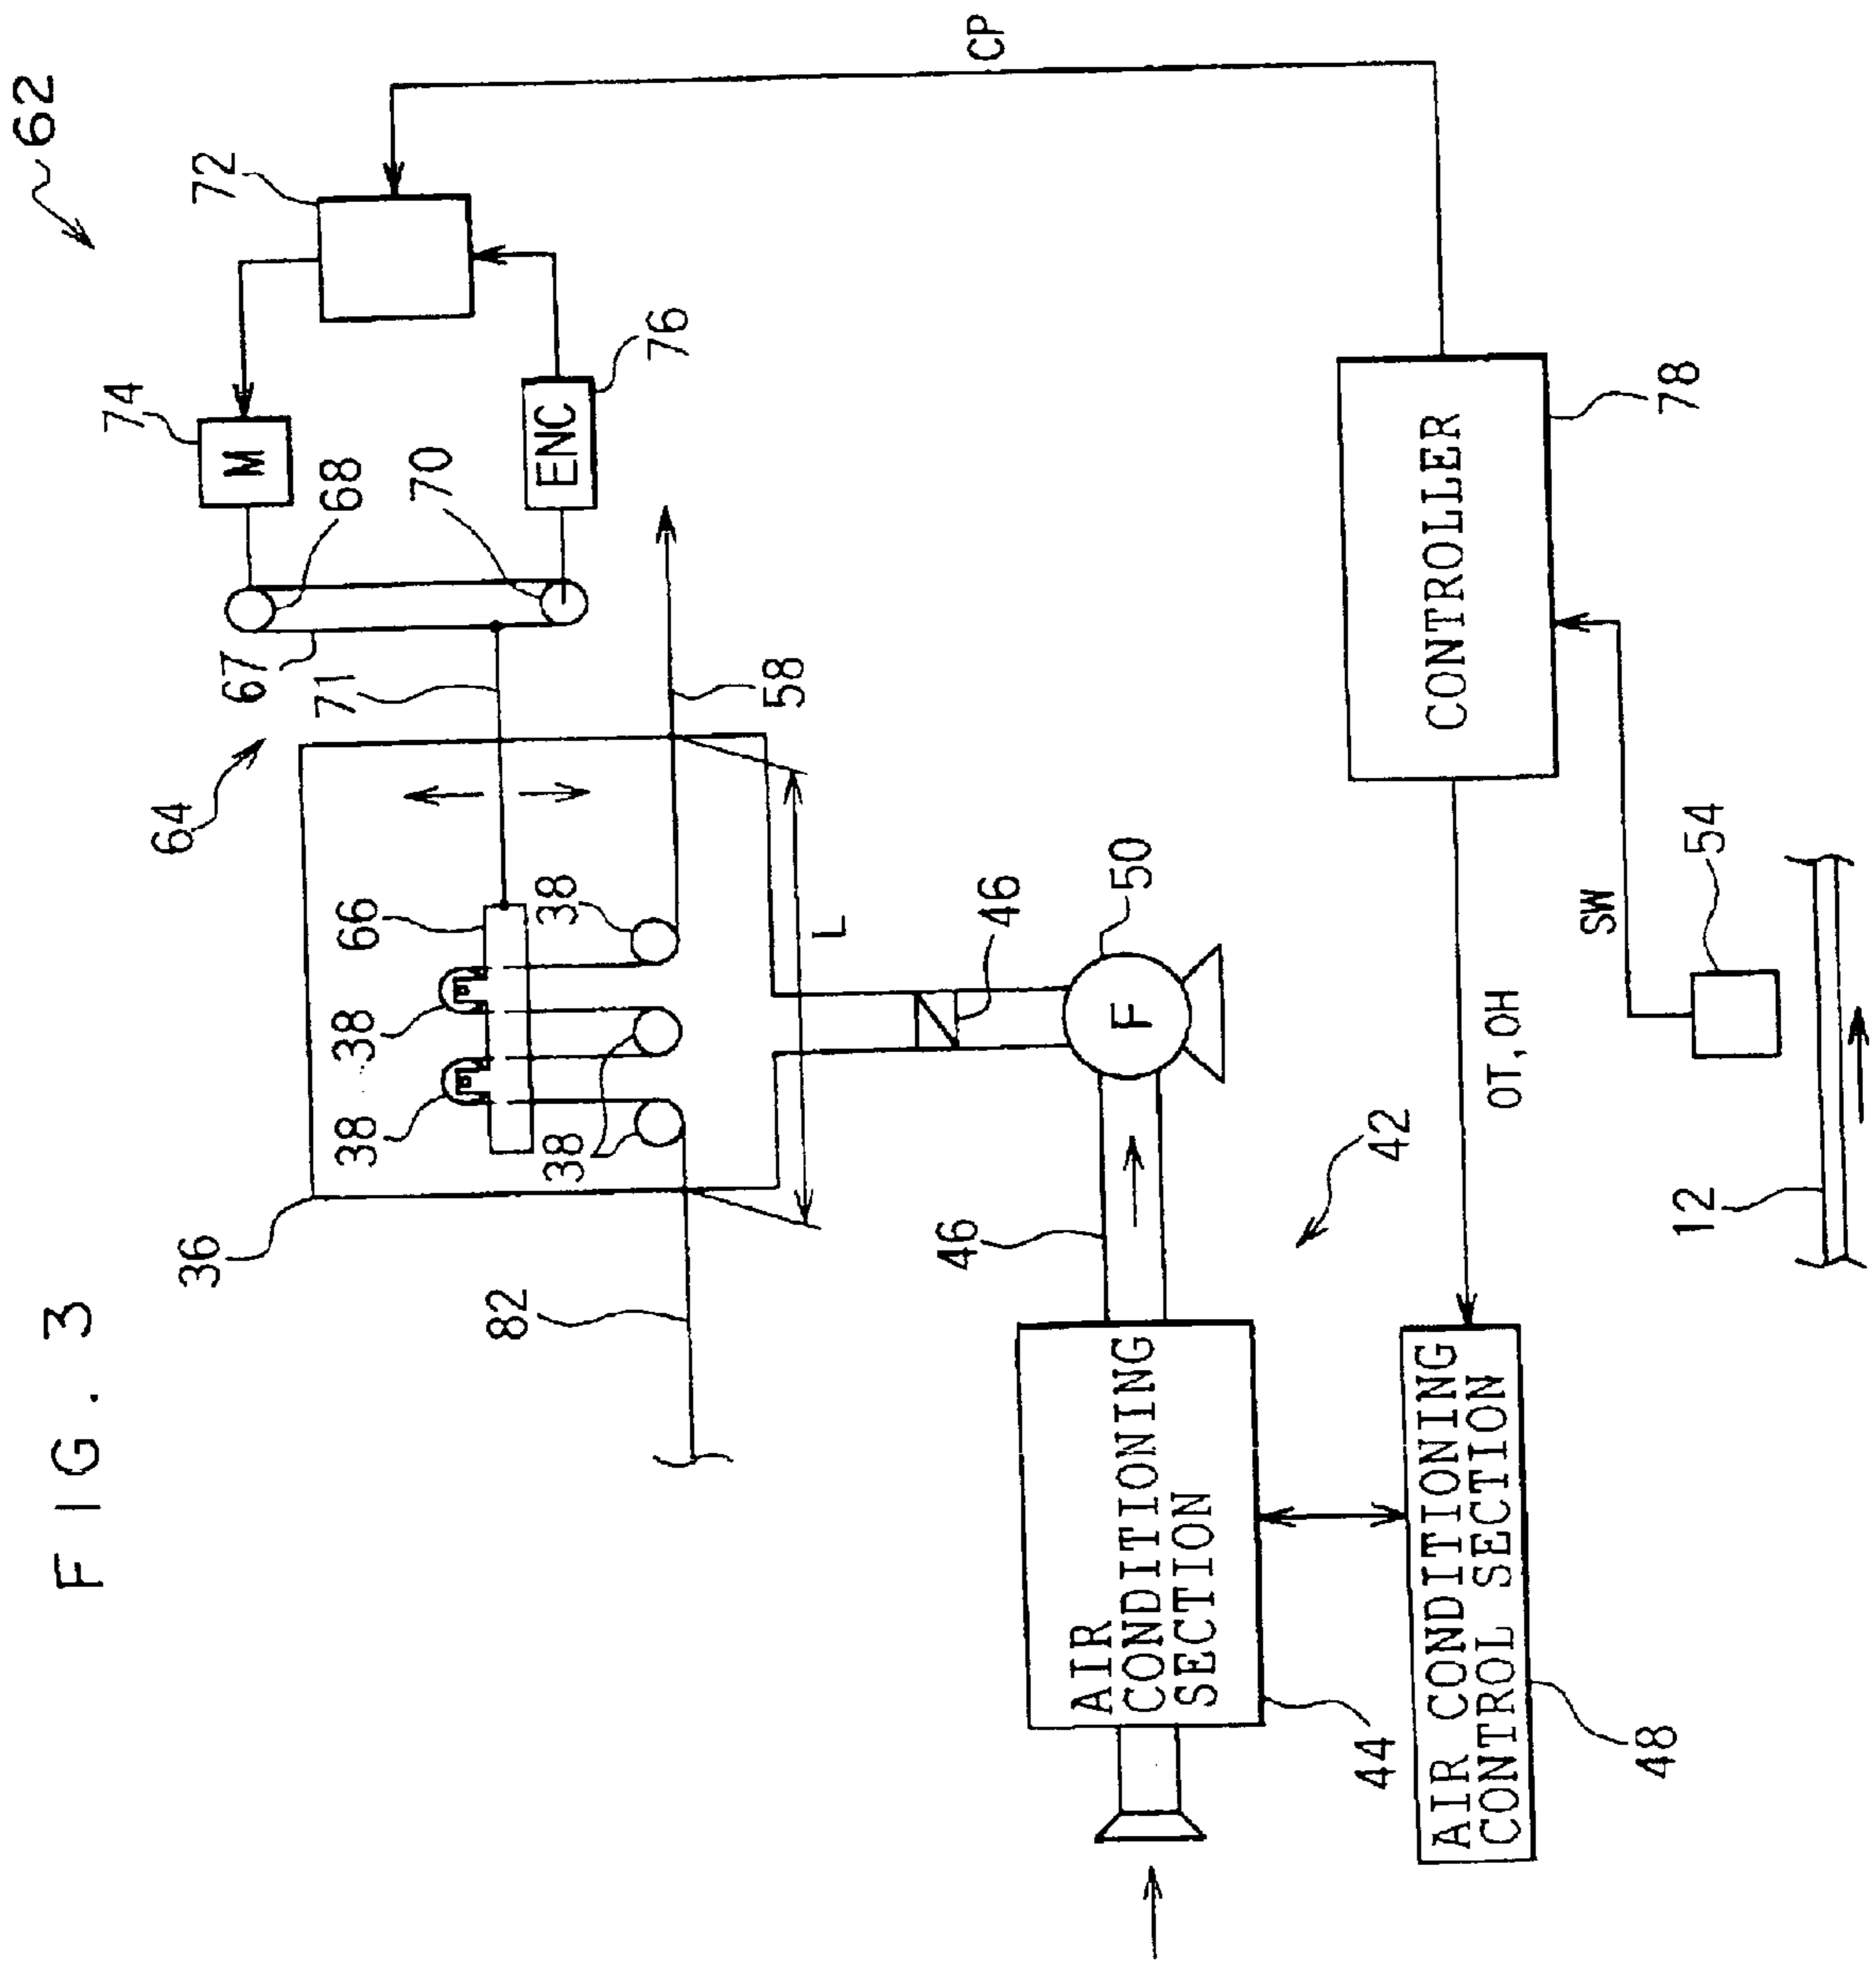 FIG. 3
62
72
74
M
68
70
ENC
76
67
71
64
58
66
38
38
38
38
36
82
L
46
50
F
46
42
AIR
CONDITIONING
SECTION
44
AIR CONDITIONING
CONTROL SECTION
48
CONTROLLER
78
CP
OT, OH
SW
54
12